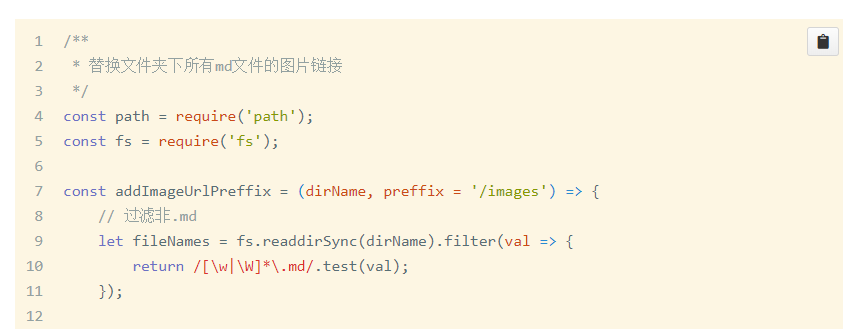 1 /**
2  * 替换文件夹下所有md文件的图片链接
3  */
4 const path = require('path');
5 const fs = require('fs');
6
7 const addImageUrlPreffix = (dirName, preffix = '/images') => {
8     // 过滤非.md
9     let fileNames = fs.readdirSync(dirName).filter(val => {
10         return /[\w|\W]*\.md/.test(val);
11     });
12